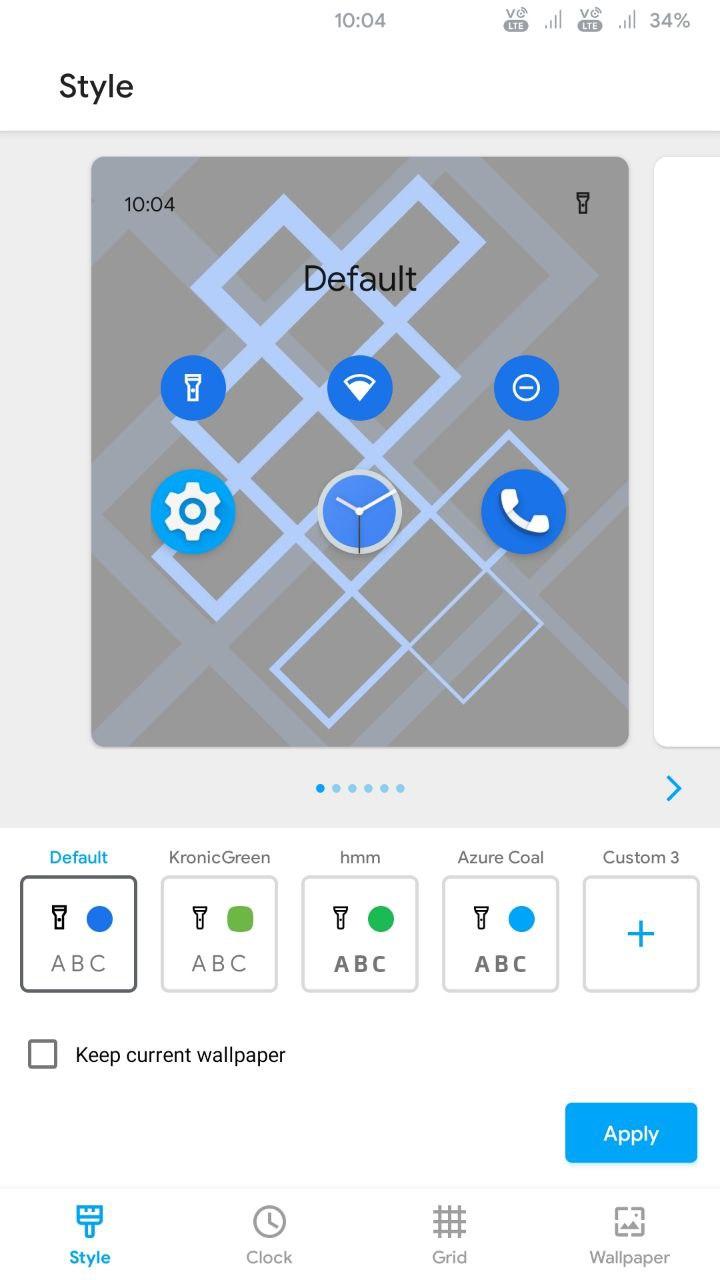 10:04
Vo LTE
Vo LTE
34%
Style
10:04
Default
Default
KronicGreen
hmm
Azure Coal
Custom 3
ABC
ABC
ABC
ABC
Keep current wallpaper
Apply
Style
Clock
Grid
Wallpaper